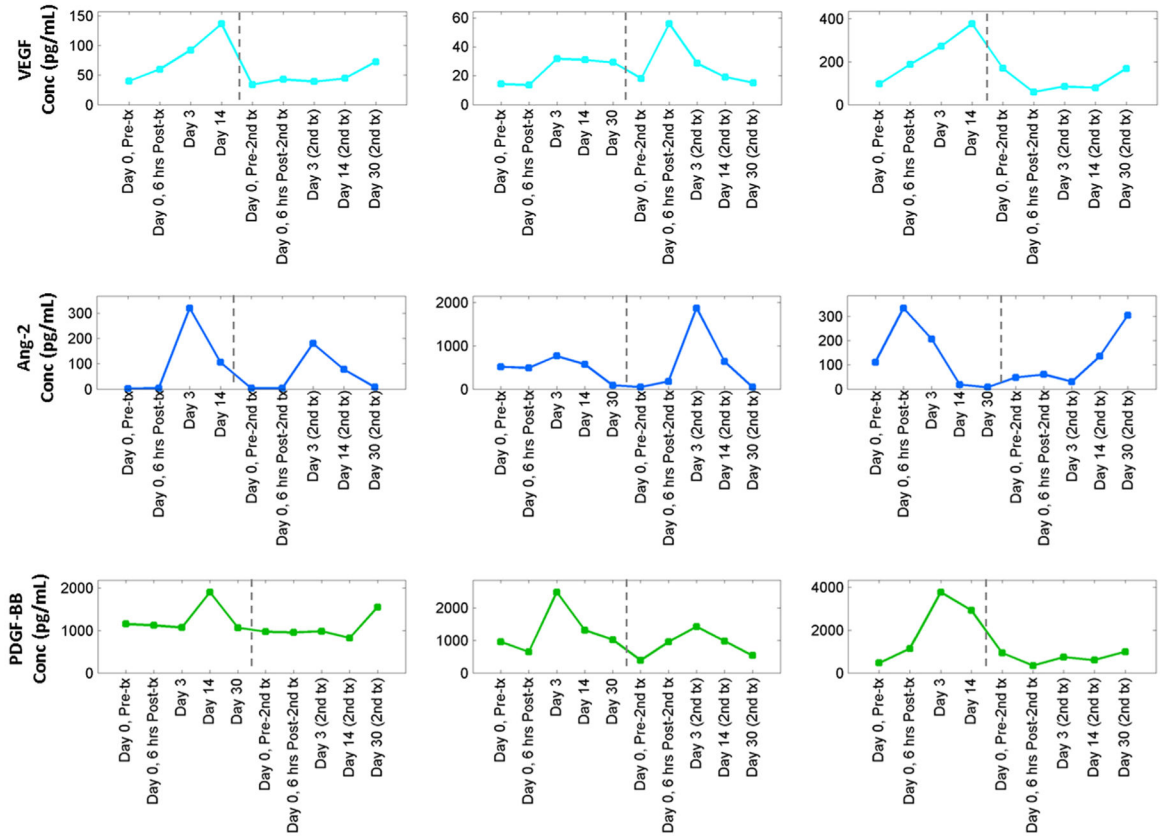 VEGF
Conc (pg/mL)
150
100
50
0
Day 0, Pre-tx
Day 0, 6 hrs Post-tx
Day 3
Day 14
Day 0, Pre-2nd tx
Day 0, 6 hrs Post-2nd tx
Day 3 (2nd tx)
Day 14 (2nd tx)
Day 30 (2nd tx)
60
40
20
0
Day 0, Pre-tx
Day 0, 6 hrs Post-tx
Day 3
Day 14
Day 30
Day 0, Pre-2nd tx
Day 0, 6 hrs Post-2nd tx
Day 3 (2nd tx)
Day 14 (2nd tx)
Day 30 (2nd tx)
400
200
0
Day 0, Pre-tx
Day 0, 6 hrs Post-tx
Day 3
Day 14
Day 0, Pre-2nd tx
Day 0, 6 hrs Post-2nd tx
Day 3 (2nd tx)
Day 14 (2nd tx)
Day 30 (2nd tx)
Ang-2
Conc (pg/mL)
300
200
100
0
Day 0, Pre-tx
Day 0, 6 hrs Post-tx
Day 3
Day 14
Day 0, Pre-2nd tx
Day 0, 6 hrs Post-2nd tx
Day 3 (2nd tx)
Day 14 (2nd tx)
Day 30 (2nd tx)
2000
1000
0
Day 0, Pre-tx
Day 0, 6 hrs Post-tx
Day 3
Day 14
Day 30
Day 0, Pre-2nd tx
Day 0, 6 hrs Post-2nd tx
Day 3 (2nd tx)
Day 14 (2nd tx)
Day 30 (2nd tx)
300
200
100
0
Day 0, Pre-tx
Day 0, 6 hrs Post-tx
Day 3
Day 14
Day 30
Day 0, Pre-2nd tx
Day 0, 6 hrs Post-2nd tx
Day 3 (2nd tx)
Day 14 (2nd tx)
Day 30 (2nd tx)
PDGF-BB
Conc (pg/mL)
2000
1000
0
Day 0, Pre-tx
Day 0, 6 hrs Post-tx
Day 3
Day 14
Day 30
Day 0, Pre-2nd tx
Day 0, 6 hrs Post-2nd tx
Day 3 (2nd tx)
Day 14 (2nd tx)
Day 30 (2nd tx)
2000
1000
0
Day 0, Pre-tx
Day 0, 6 hrs Post-tx
Day 3
Day 14
Day 30
Day 0, Pre-2nd tx
Day 0, 6 hrs Post-2nd tx
Day 3 (2nd tx)
Day 14 (2nd tx)
Day 30 (2nd tx)
4000
2000
0
Day 0, Pre-tx
Day 0, 6 hrs Post-tx
Day 3
Day 14
Day 0, Pre-2nd tx
Day 0, 6 hrs Post-2nd tx
Day 3 (2nd tx)
Day 14 (2nd tx)
Day 30 (2nd tx)